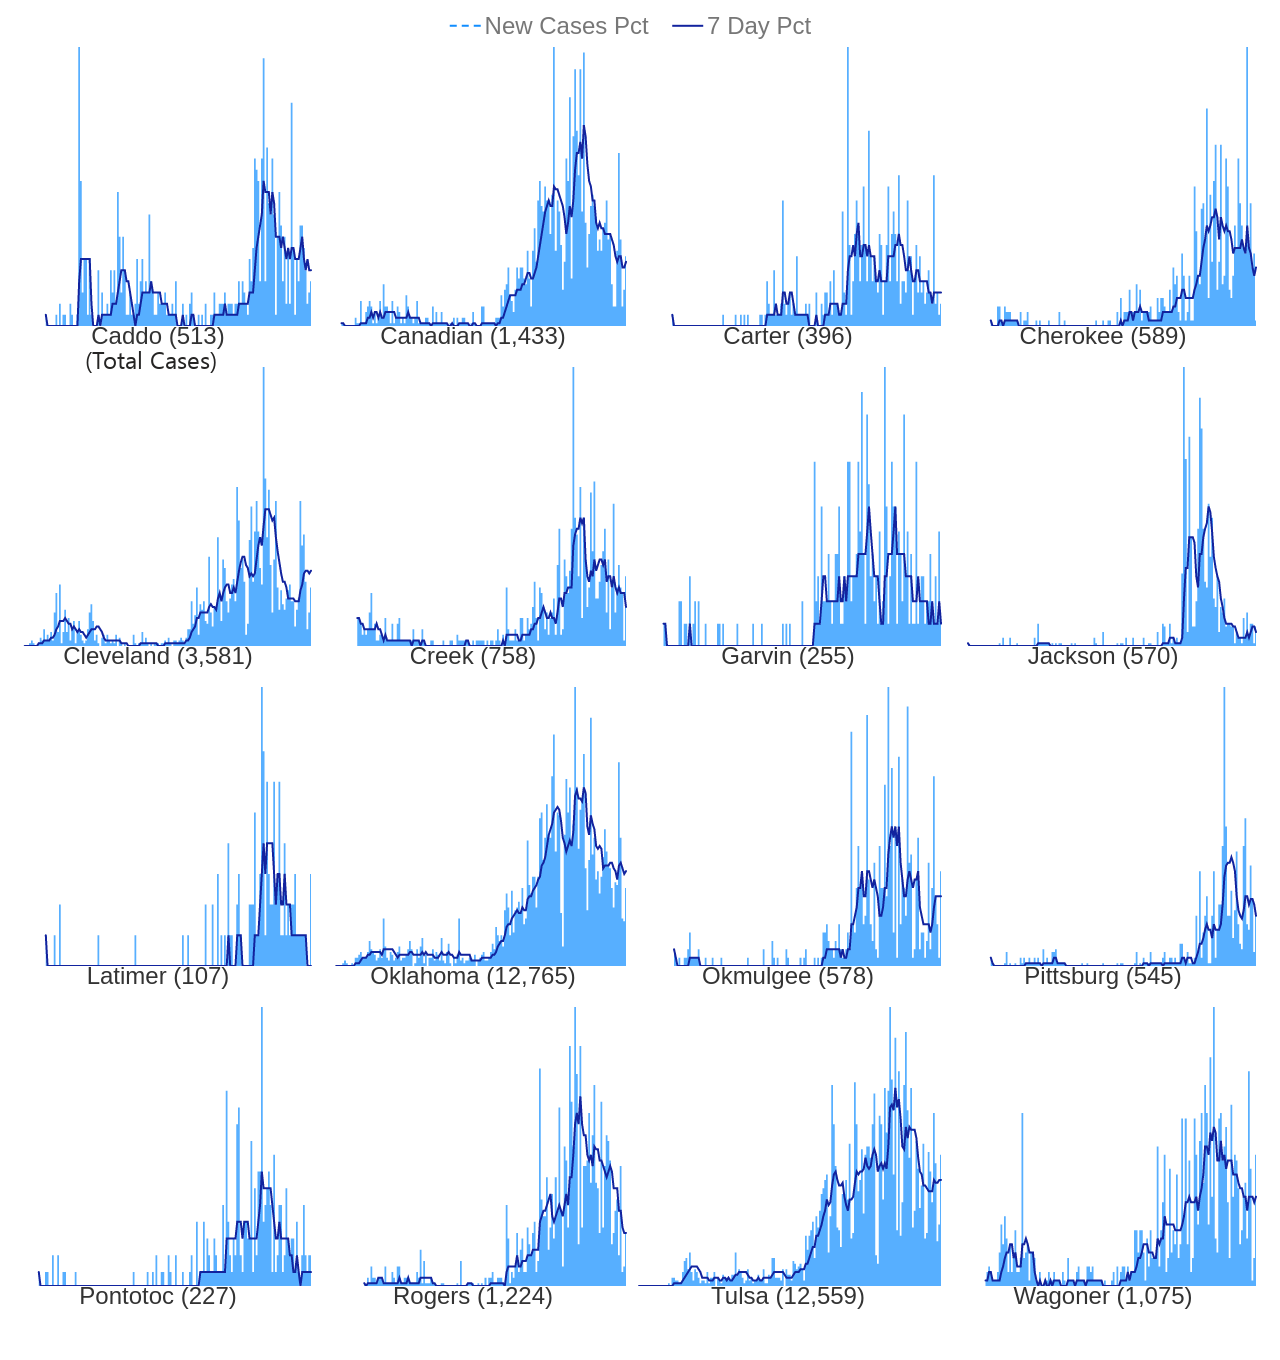 New Cases Pct 7 Day Pct
Caddo (513) Canadian (1,433) Carter (396) Cherokee (589)
(Total Cases)
Cleveland (3,581) Creek (758) Garvin (255) Jackson (570)
Latimer (107) Oklahoma (12,765) Okmulgee (578) Pittsburg (545)
Pontotoc (227) Rogers (1,224) Tulsa (12,559) Wagoner (1,075)